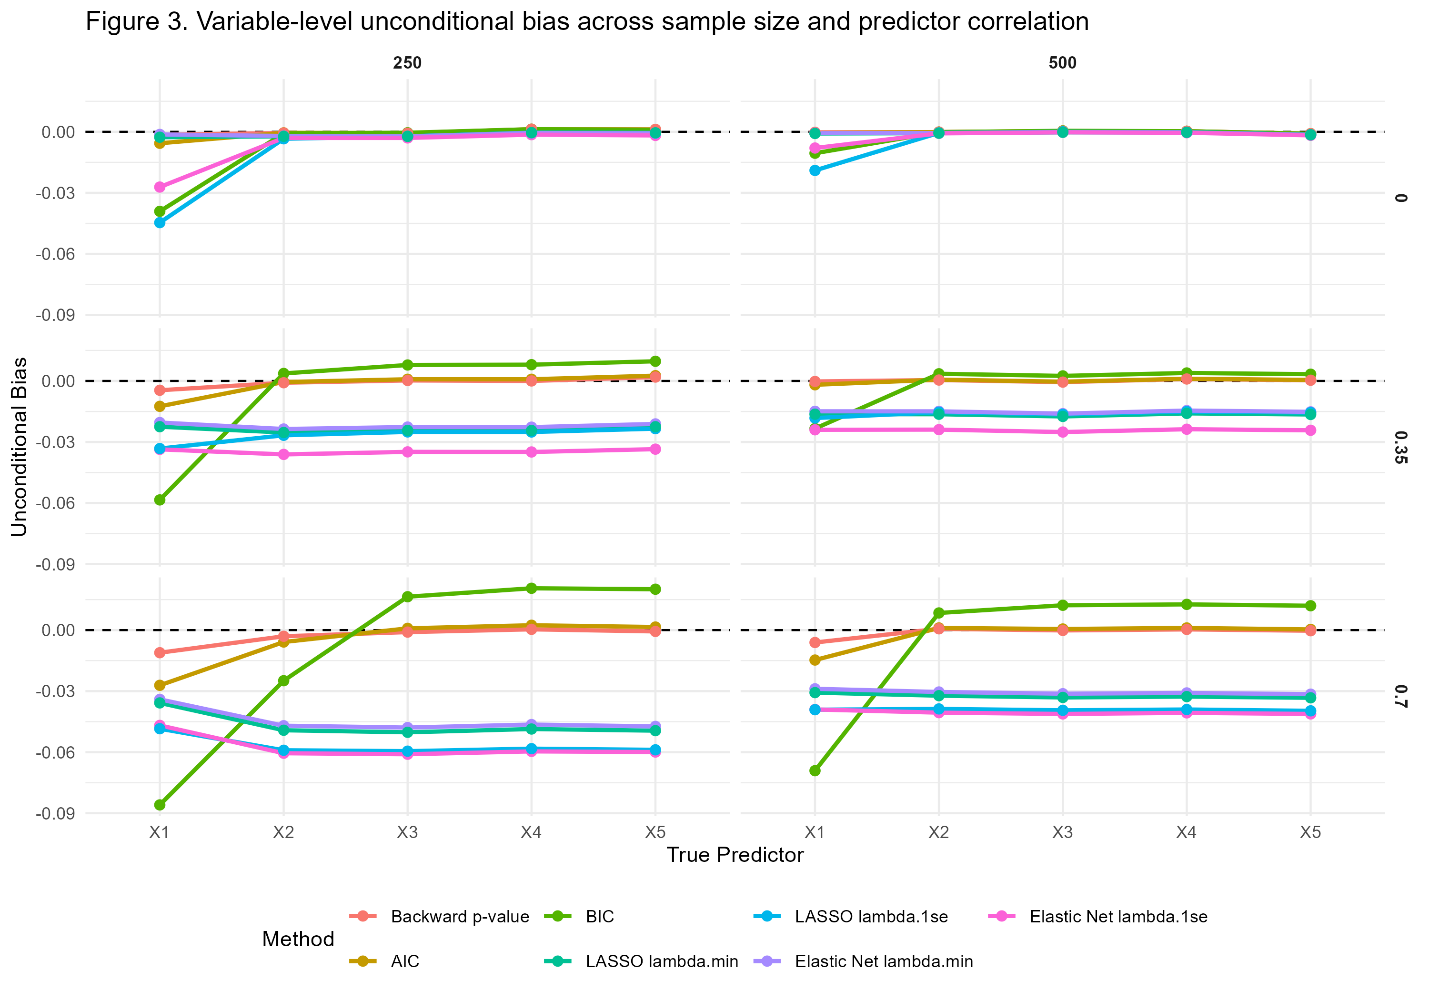 Figure 3. Variable-level unconditional bias across sample size and predictor correlation
250 500
0.00
-0.03
-0.06
-0.09
0
0.00
-0.03
-0.06
-0.09
0.35
0.00
-0.03
-0.06
-0.09
0.7
Unconditional Bias
X1 X2 X3 X4 X5 X1 X2 X3 X4 X5
True Predictor
Method
Backward p-value BIC LASSO lambda.1se Elastic Net lambda.1se
AIC LASSO lambda.min Elastic Net lambda.min